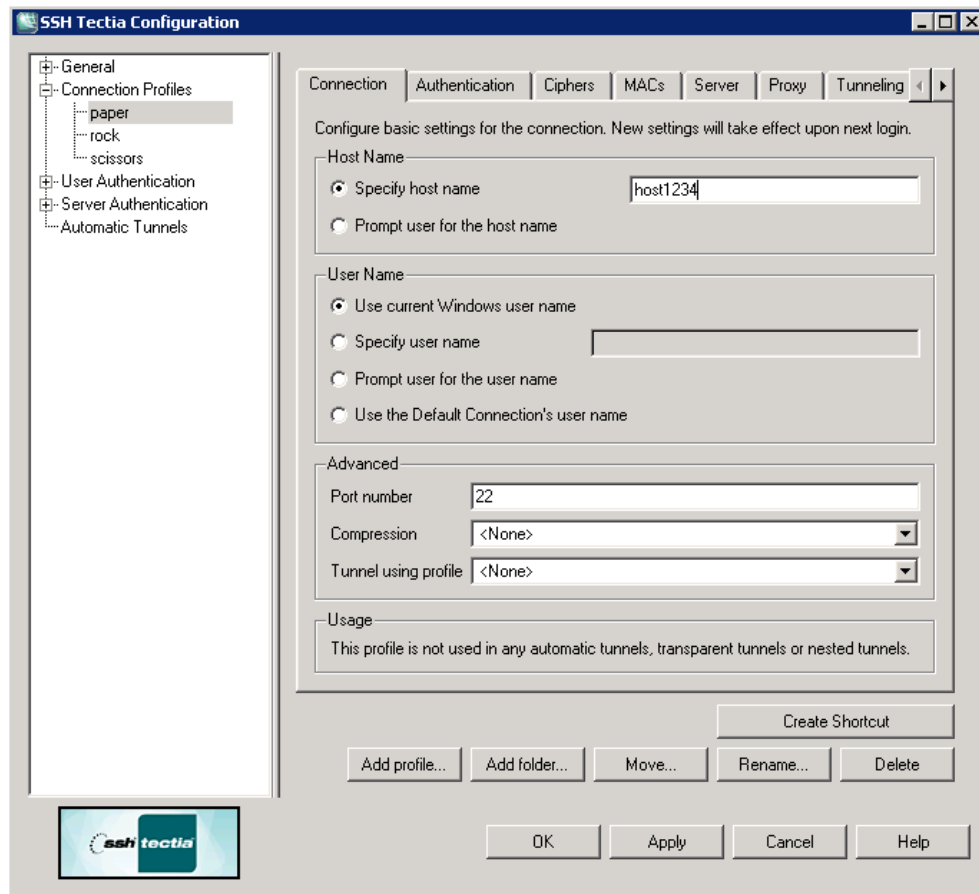 SSH Tectia Configuration
General
Connection Profiles
paper
rock
scissors
User Authentication
Server Authentication
Automatic Tunnels
Connection Authentication Ciphers MACs Server Proxy Tunneling
Configure basic settings for the connection. New settings will take effect upon next login.
Host Name
Specify host name host1234
Prompt user for the host name
User Name
Use current Windows user name
Specify user name
Prompt user for the user name
Use the Default Connection's user name
Advanced
Port number 22
Compression <None>
Tunnel using profile <None>
Usage
This profile is not used in any automatic tunnels, transparent tunnels or nested tunnels.
Create Shortcut
Add profile... Add folder... Move... Rename... Delete
ssh tectia
OK Apply Cancel Help